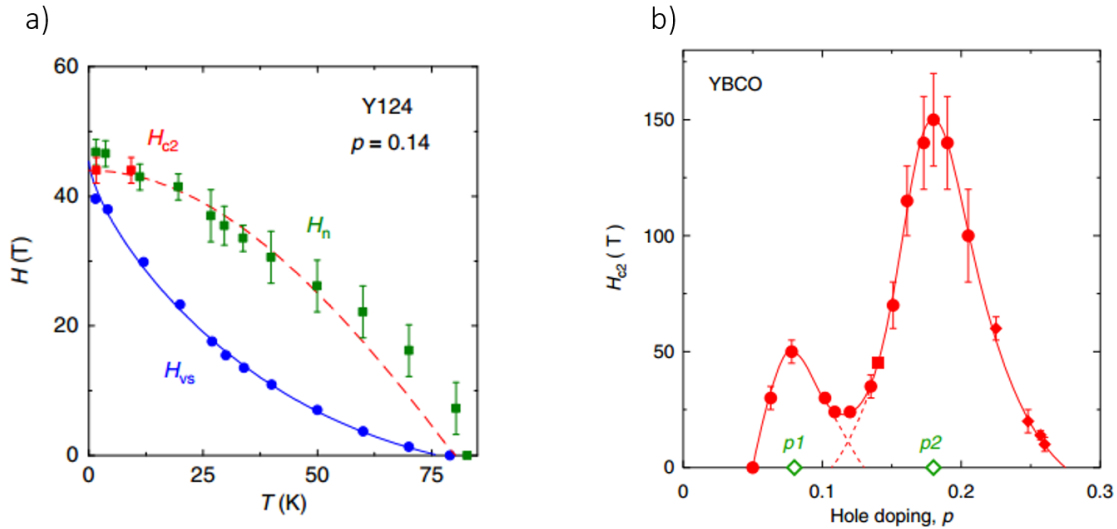 a)
60
40
20
0
H (T)
0
25
50
75
T (K)
Y124
p = 0.14
Hc2
Hn
Hvs
b)
YBCO
150
100
50
0
Hc2 ( T )
p1
p2
0
0.1
0.2
0.3
Hole doping, p